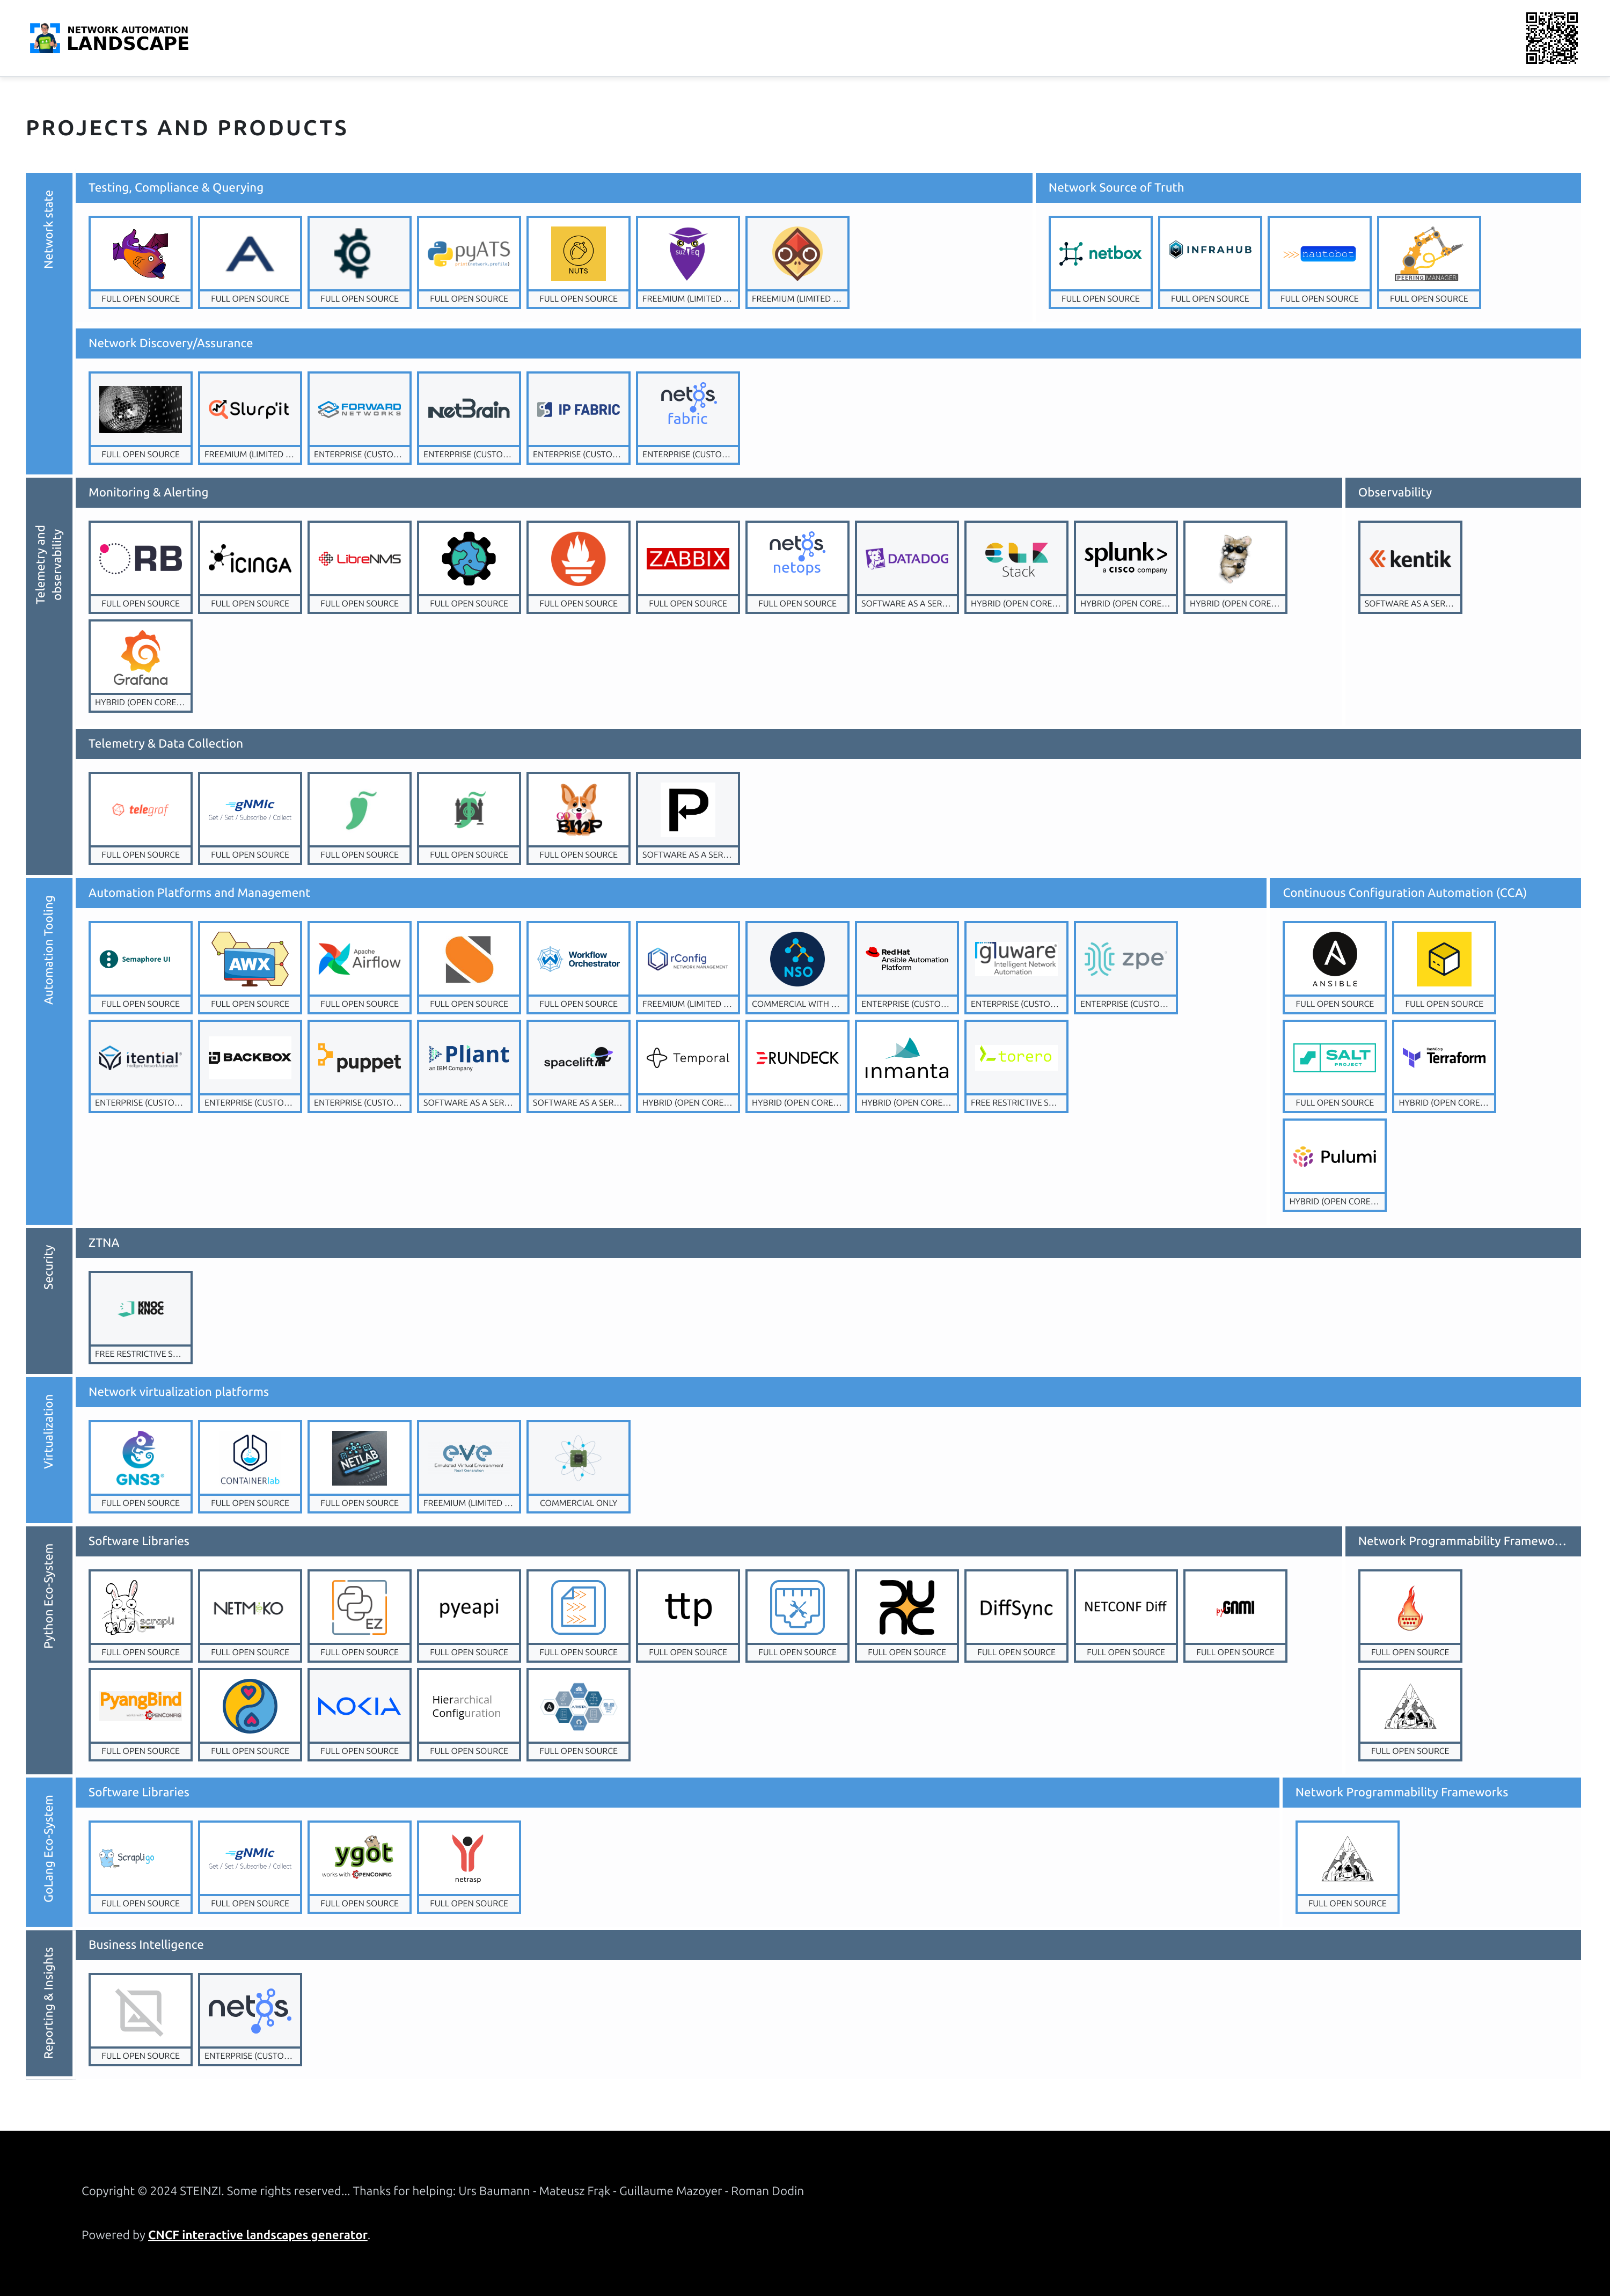 NETWORK AUTOMATION
LANDSCAPE
PROJECTS AND PRODUCTS
Network state
Testing, Compliance & Querying
pyATS
NUTS
suzieq
FULL OPEN SOURCE
FULL OPEN SOURCE
FULL OPEN SOURCE
FULL OPEN SOURCE
FULL OPEN SOURCE
FREEMIUM (LIMITED ...
FREEMIUM (LIMITED ...
Network Source of Truth
netbox
INFRAHUB
>>> nautobot
PEERING MANAGER
FULL OPEN SOURCE
FULL OPEN SOURCE
FULL OPEN SOURCE
FULL OPEN SOURCE
Network Discovery/Assurance
Slurp'it
FORWARD
NETWORKS
NetBrain
IP FABRIC
netos
fabric
FULL OPEN SOURCE
FREEMIUM (LIMITED ...
ENTERPRISE (CUSTO...
ENTERPRISE (CUSTO...
ENTERPRISE (CUSTO...
ENTERPRISE (CUSTO...
Telemetry and
observability
Monitoring & Alerting
ORB
ICINGA
LibreNMS
ZABBIX
netos
netops
DATADOG
ELK
Stack
splunk>
a CISCO company
FULL OPEN SOURCE
FULL OPEN SOURCE
FULL OPEN SOURCE
FULL OPEN SOURCE
FULL OPEN SOURCE
FULL OPEN SOURCE
FULL OPEN SOURCE
SOFTWARE AS A SER...
HYBRID (OPEN CORE...
HYBRID (OPEN CORE...
HYBRID (OPEN CORE...
Grafana
HYBRID (OPEN CORE...
Observability
kentik
SOFTWARE AS A SER...
Telemetry & Data Collection
telegraf
gNMIc
Get / Set / Subscribe / Collect
GO
BMP
P
FULL OPEN SOURCE
FULL OPEN SOURCE
FULL OPEN SOURCE
FULL OPEN SOURCE
FULL OPEN SOURCE
SOFTWARE AS A SER...
Automation Tooling
Automation Platforms and Management
Semaphore UI
AWX
Apache
Airflow
Workflow
Orchestrator
rConfig
NETWORK MANAGEMENT
NSO
Red Hat
Ansible Automation
Platform
gluware
Intelligent Network
Automation
zpe
FULL OPEN SOURCE
FULL OPEN SOURCE
FULL OPEN SOURCE
FULL OPEN SOURCE
FULL OPEN SOURCE
FREEMIUM (LIMITED ...
COMMERCIAL WITH ...
ENTERPRISE (CUSTO...
ENTERPRISE (CUSTO...
ENTERPRISE (CUSTO...
itential
Intelligent Network Automation
BACKBOX
puppet
Pliant
an IBM Company
spacelift
Temporal
RUNDECK
inmanta
torero
ENTERPRISE (CUSTO...
ENTERPRISE (CUSTO...
ENTERPRISE (CUSTO...
SOFTWARE AS A SER...
SOFTWARE AS A SER...
HYBRID (OPEN CORE...
HYBRID (OPEN CORE...
HYBRID (OPEN CORE...
FREE RESTRICTIVE S...
Continuous Configuration Automation (CCA)
ANSIBLE
FULL OPEN SOURCE
FULL OPEN SOURCE
SALT
PROJECT
HashiCorp
Terraform
FULL OPEN SOURCE
HYBRID (OPEN CORE...
Pulumi
HYBRID (OPEN CORE...
Security
ZTNA
KNOC
KNOC
FREE RESTRICTIVE S...
Virtualization
Network virtualization platforms
GNS3
CONTAINERlab
NETLAB
eve
Emulated Virtual Environment
Next Generation
FULL OPEN SOURCE
FULL OPEN SOURCE
FULL OPEN SOURCE
FREEMIUM (LIMITED ...
COMMERCIAL ONLY
Python Eco-System
Software Libraries
scrapli
NETMIKO
EZ
pyeapi
ttp
DiffSync
NETCONF Diff
pyGNMI
FULL OPEN SOURCE
FULL OPEN SOURCE
FULL OPEN SOURCE
FULL OPEN SOURCE
FULL OPEN SOURCE
FULL OPEN SOURCE
FULL OPEN SOURCE
FULL OPEN SOURCE
FULL OPEN SOURCE
FULL OPEN SOURCE
FULL OPEN SOURCE
PyangBind
works with OPENCONFIG
NOKIA
Hierarchical
Configuration
ARISTA
FULL OPEN SOURCE
FULL OPEN SOURCE
FULL OPEN SOURCE
FULL OPEN SOURCE
FULL OPEN SOURCE
Network Programmability Framewo...
FULL OPEN SOURCE
FULL OPEN SOURCE
GoLang Eco-System
Software Libraries
Scrapligo
gNMIc
Get / Set / Subscribe / Collect
ygot
works with OPENCONFIG
netrasp
FULL OPEN SOURCE
FULL OPEN SOURCE
FULL OPEN SOURCE
FULL OPEN SOURCE
Network Programmability Frameworks
FULL OPEN SOURCE
Reporting & Insights
Business Intelligence
netos
FULL OPEN SOURCE
ENTERPRISE (CUSTO...
Copyright © 2024 STEINZI. Some rights reserved... Thanks for helping: Urs Baumann - Mateusz Frąk - Guillaume Mazoyer - Roman Dodin
Powered by CNCF interactive landscapes generator.